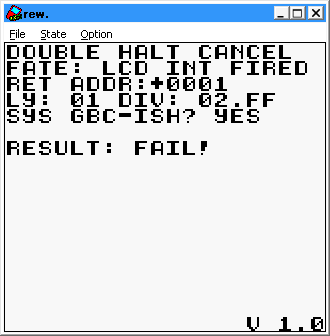 rew.
File State Option
DOUBLE HALT CANCEL
FATE: LCD INT FIRED
RET ADDR:+0001
LY: 01 DIV: 02.FF
SYS GBC-ISH? YES
RESULT: FAIL!
V 1.0